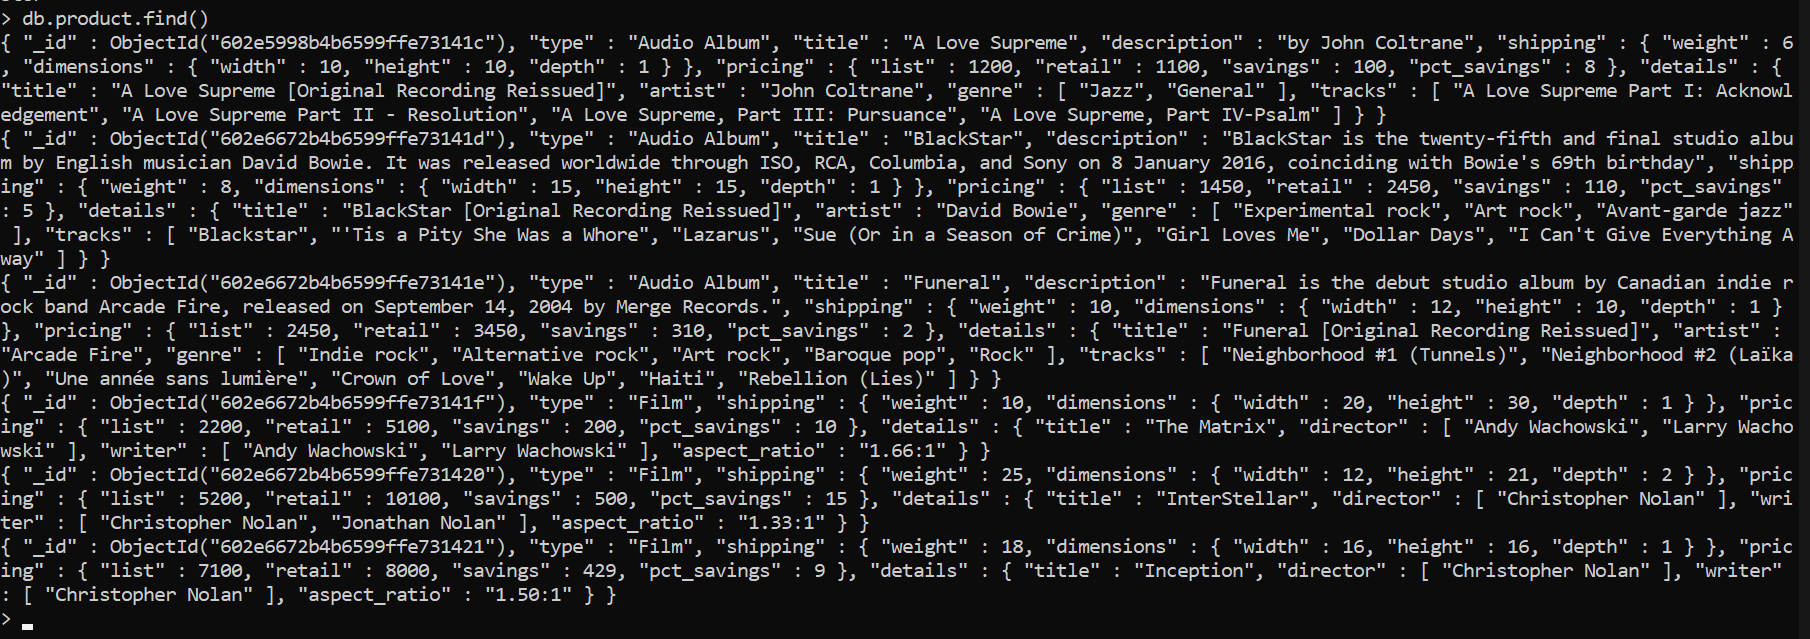 > db.product.find()
{ "_id" : ObjectId("602e5998b4b6599ffe73141c"), "type" : "Audio Album", "title" : "A Love Supreme", "description" : "by John Coltrane", "shipping" : { "weight" : 6
, "dimensions" : { "width" : 10, "height" : 10, "depth" : 1 } }, "pricing" : { "list" : 1200, "retail" : 1100, "savings" : 100, "pct_savings" : 8 }, "details" : {
"title" : "A Love Supreme [Original Recording Reissued]", "artist" : "John Coltrane", "genre" : [ "Jazz", "General" ], "tracks" : [ "A Love Supreme Part I: Acknowl
edgement", "A Love Supreme Part II - Resolution", "A Love Supreme, Part III: Pursuance", "A Love Supreme, Part IV-Psalm" ] } }
{ "_id" : ObjectId("602e6672b4b6599ffe73141d"), "type" : "Audio Album", "title" : "BlackStar", "description" : "BlackStar is the twenty-fifth and final studio albu
m by English musician David Bowie. It was released worldwide through ISO, RCA, Columbia, and Sony on 8 January 2016, coinciding with Bowie's 69th birthday", "shipp
ing" : { "weight" : 8, "dimensions" : { "width" : 15, "height" : 15, "depth" : 1 } }, "pricing" : { "list" : 1450, "retail" : 2450, "savings" : 110, "pct_savings"
: 5 }, "details" : { "title" : "BlackStar [Original Recording Reissued]", "artist" : "David Bowie", "genre" : [ "Experimental rock", "Art rock", "Avant-garde jazz"
 ], "tracks" : [ "Blackstar", "'Tis a Pity She Was a Whore", "Lazarus", "Sue (Or in a Season of Crime)", "Girl Loves Me", "Dollar Days", "I Can't Give Everything A
way" ] } }
{ "_id" : ObjectId("602e6672b4b6599ffe73141e"), "type" : "Audio Album", "title" : "Funeral", "description" : "Funeral is the debut studio album by Canadian indie r
ock band Arcade Fire, released on September 14, 2004 by Merge Records.", "shipping" : { "weight" : 10, "dimensions" : { "width" : 12, "height" : 10, "depth" : 1 }
}, "pricing" : { "list" : 2450, "retail" : 3450, "savings" : 310, "pct_savings" : 2 }, "details" : { "title" : "Funeral [Original Recording Reissued]", "artist" :
"Arcade Fire", "genre" : [ "Indie rock", "Alternative rock", "Art rock", "Baroque pop", "Rock" ], "tracks" : [ "Neighborhood #1 (Tunnels)", "Neighborhood #2 (Laïka
)", "Une année sans lumière", "Crown of Love", "Wake Up", "Haiti", "Rebellion (Lies)" ] } }
{ "_id" : ObjectId("602e6672b4b6599ffe73141f"), "type" : "Film", "shipping" : { "weight" : 10, "dimensions" : { "width" : 20, "height" : 30, "depth" : 1 } }, "pric
ing" : { "list" : 2200, "retail" : 5100, "savings" : 200, "pct_savings" : 10 }, "details" : { "title" : "The Matrix", "director" : [ "Andy Wachowski", "Larry Wacho
wski" ], "writer" : [ "Andy Wachowski", "Larry Wachowski" ], "aspect_ratio" : "1.66:1" } }
{ "_id" : ObjectId("602e6672b4b6599ffe731420"), "type" : "Film", "shipping" : { "weight" : 25, "dimensions" : { "width" : 12, "height" : 21, "depth" : 2 } }, "pric
ing" : { "list" : 5200, "retail" : 10100, "savings" : 500, "pct_savings" : 15 }, "details" : { "title" : "InterStellar", "director" : [ "Christopher Nolan" ], "wri
ter" : [ "Christopher Nolan", "Jonathan Nolan" ], "aspect_ratio" : "1.33:1" } }
{ "_id" : ObjectId("602e6672b4b6599ffe731421"), "type" : "Film", "shipping" : { "weight" : 18, "dimensions" : { "width" : 16, "height" : 16, "depth" : 1 } }, "pric
ing" : { "list" : 7100, "retail" : 8000, "savings" : 429, "pct_savings" : 9 }, "details" : { "title" : "Inception", "director" : [ "Christopher Nolan" ], "writer"
: [ "Christopher Nolan" ], "aspect_ratio" : "1.50:1" } }
>